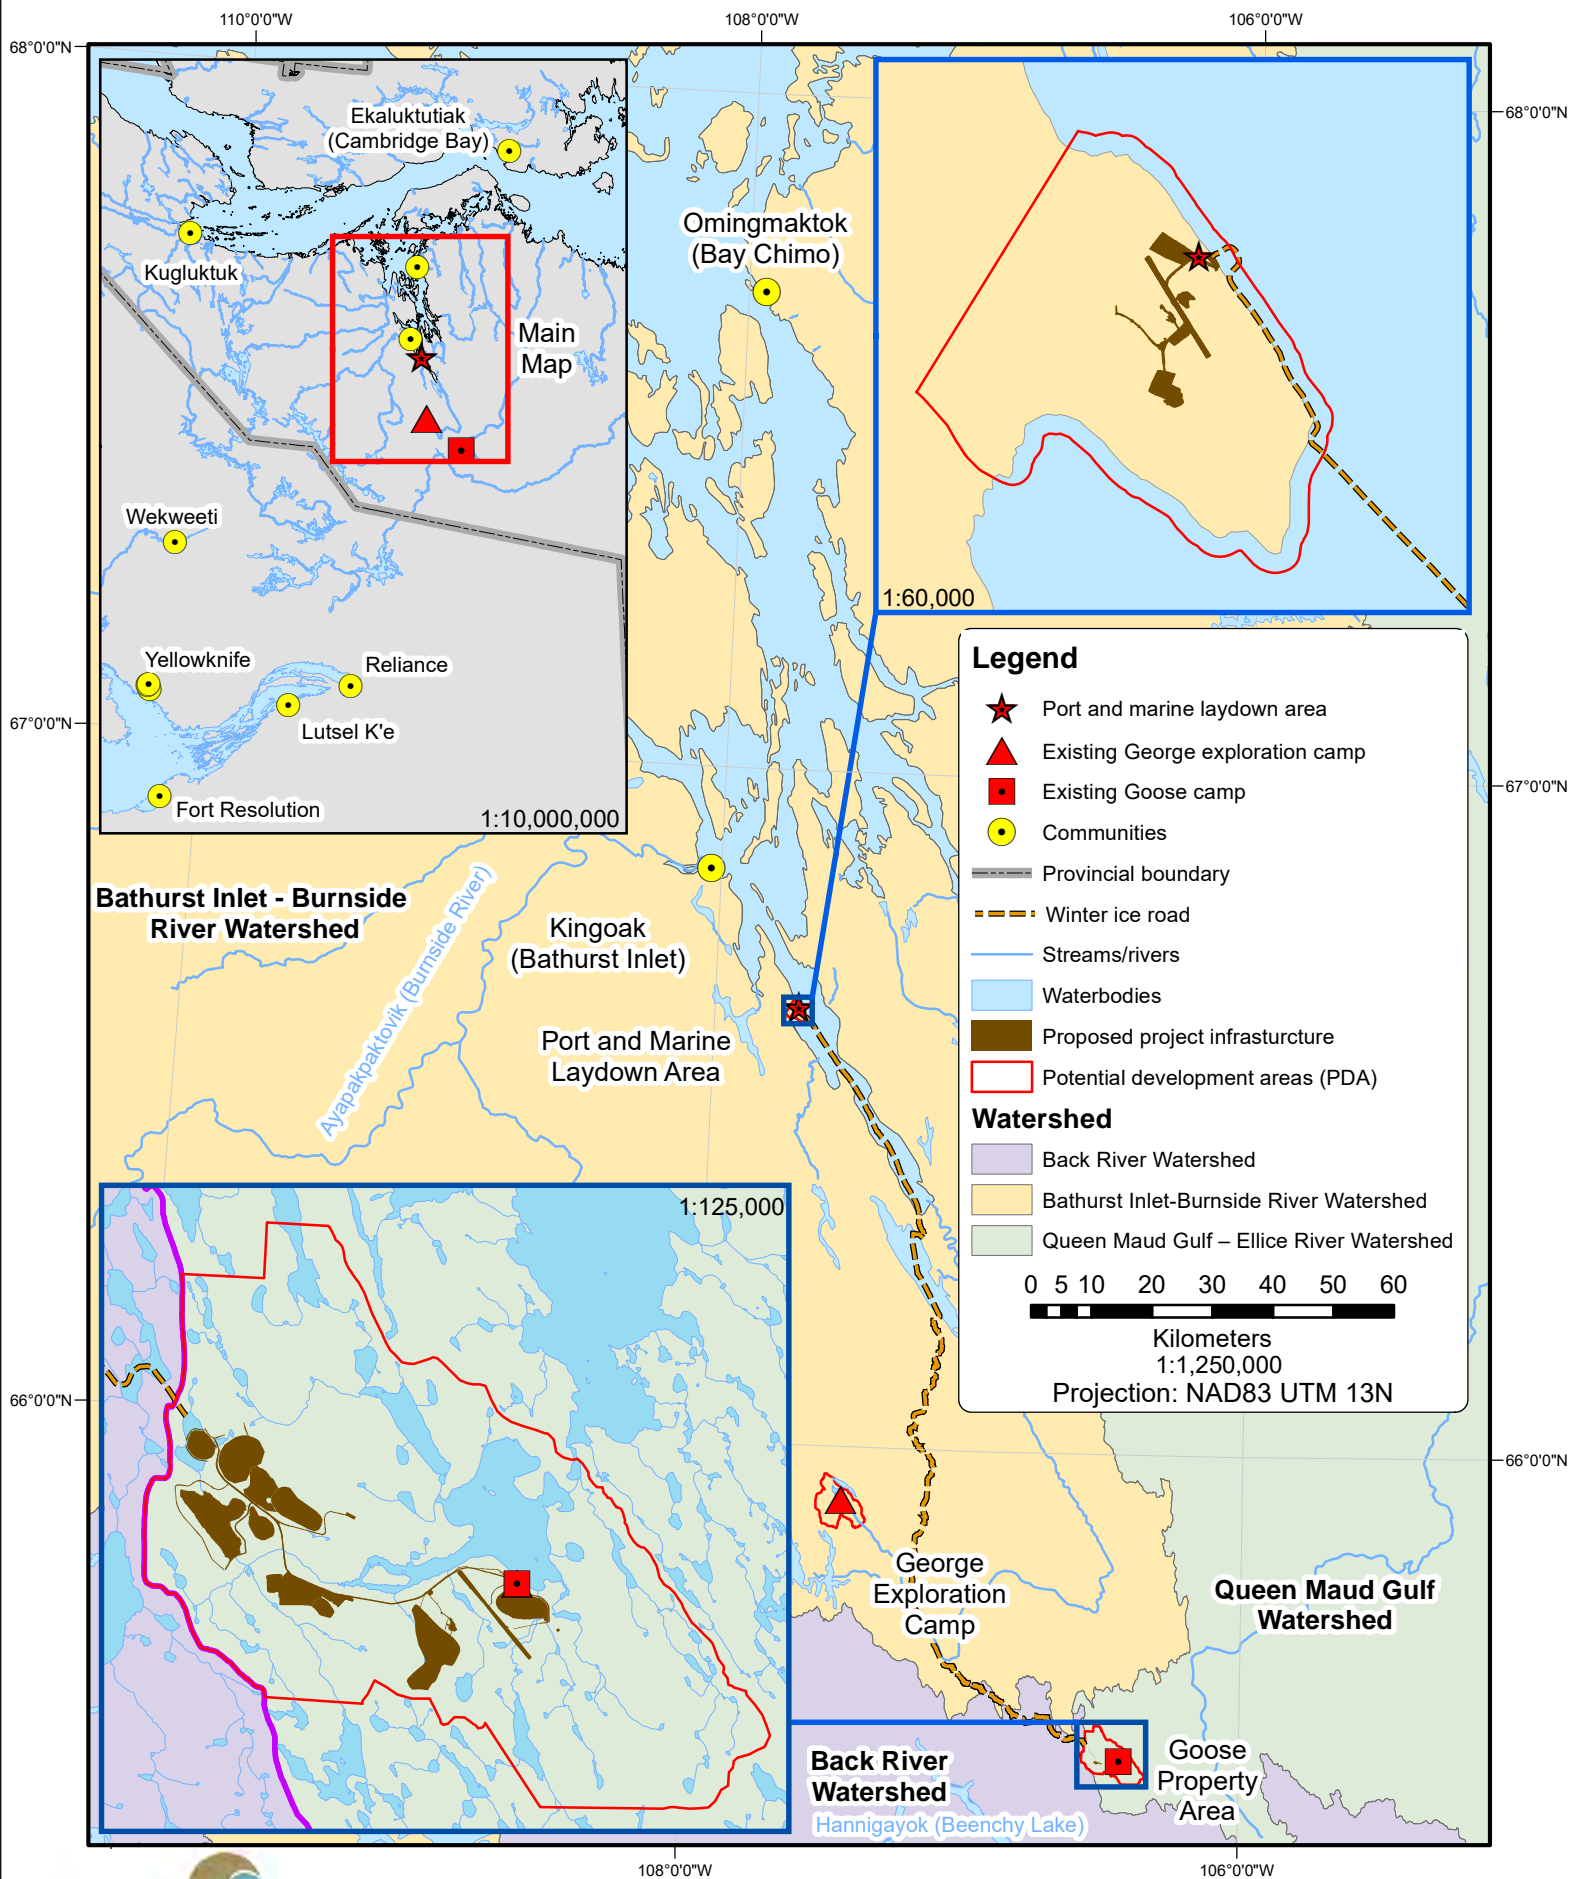 110°0'0"W
108°0'0"W
106°0'0"W
68°0'0"N
68°0'0"N
Ekaluktutiak
(Cambridge Bay)
Kugluktuk
Main
Map
Wekweeti
Yellowknife
Reliance
Lutsel K'e
Fort Resolution
1:10,000,000
Omingmaktok
(Bay Chimo)
1:60,000
67°0'0"N
67°0'0"N
Legend
Port and marine laydown area
Existing George exploration camp
Existing Goose camp
Communities
Provincial boundary
Winter ice road
Streams/rivers
Waterbodies
Proposed project infrasturcture
Potential development areas (PDA)
Watershed
Back River Watershed
Bathurst Inlet-Burnside River Watershed
Queen Maud Gulf – Ellice River Watershed
0 5 10 20 30 40 50 60
Kilometers
1:1,250,000
Projection: NAD83 UTM 13N
Bathurst Inlet - Burnside
River Watershed
Ayapakpaktovik (Burnside River)
Kingoak
(Bathurst Inlet)
Port and Marine
Laydown Area
1:125,000
66°0'0"N
66°0'0"N
George
Exploration
Camp
Queen Maud Gulf
Watershed
Back River
Watershed
Hannigayok (Beenchy Lake)
Goose
Property
Area
108°0'0"W
106°0'0"W